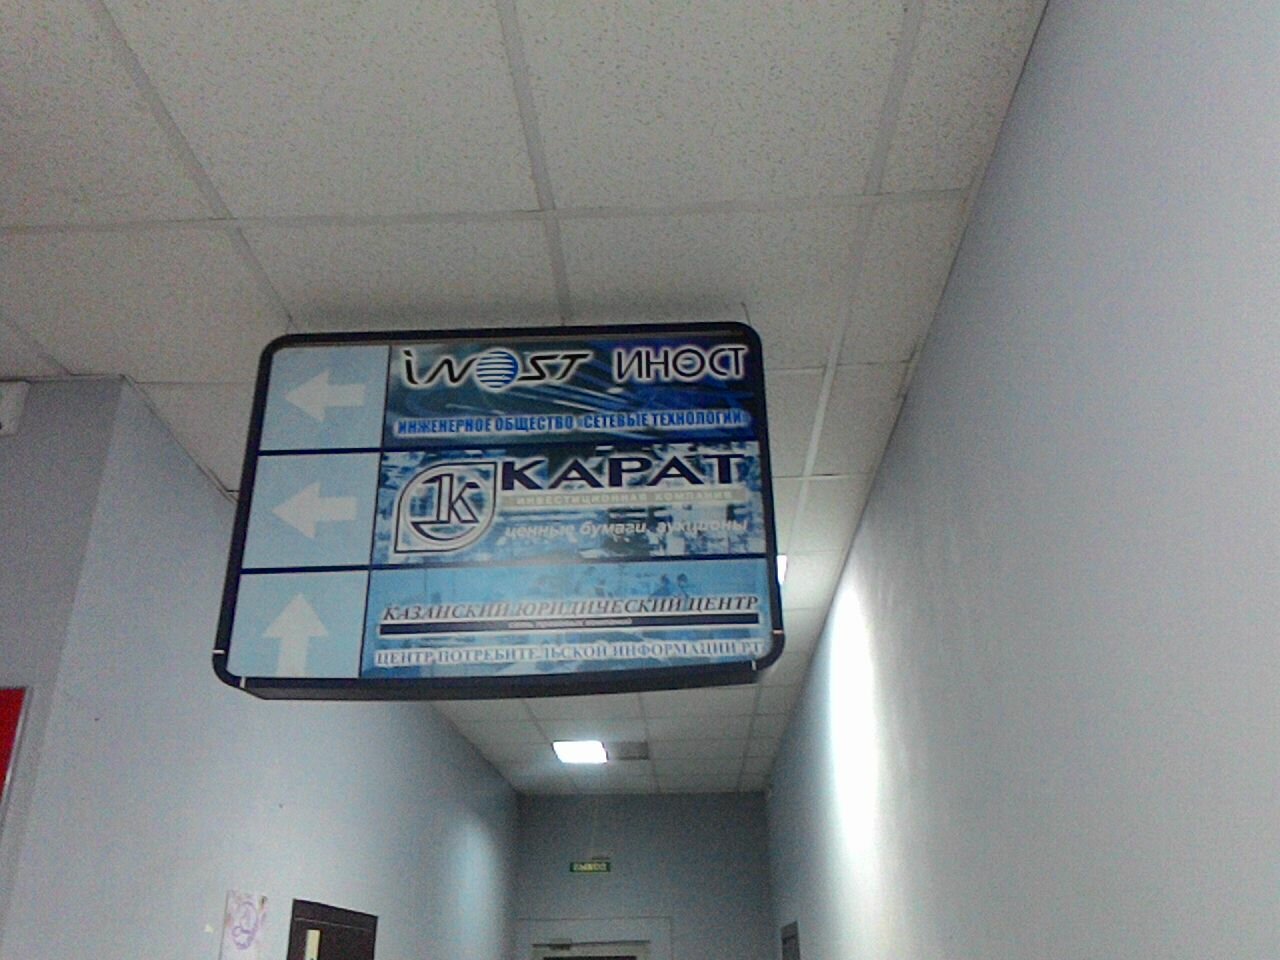 iNOST ИНОСТ
ИНЖЕНЕРНОЕ ОБЩЕСТВО «СЕТЕВЫЕ ТЕХНОЛОГИИ»
К КАРАТ
ИНВЕСТИЦИОННАЯ КОМПАНИЯ
ценные бумаги, аукционы
КАЗАНСКИЙ ЮРИДИЧЕСКИЙ ЦЕНТР
ЦЕНТР ПОТРЕБИТЕЛЬСКОЙ ИНФОРМАЦИИ РТ
ВЫХОД